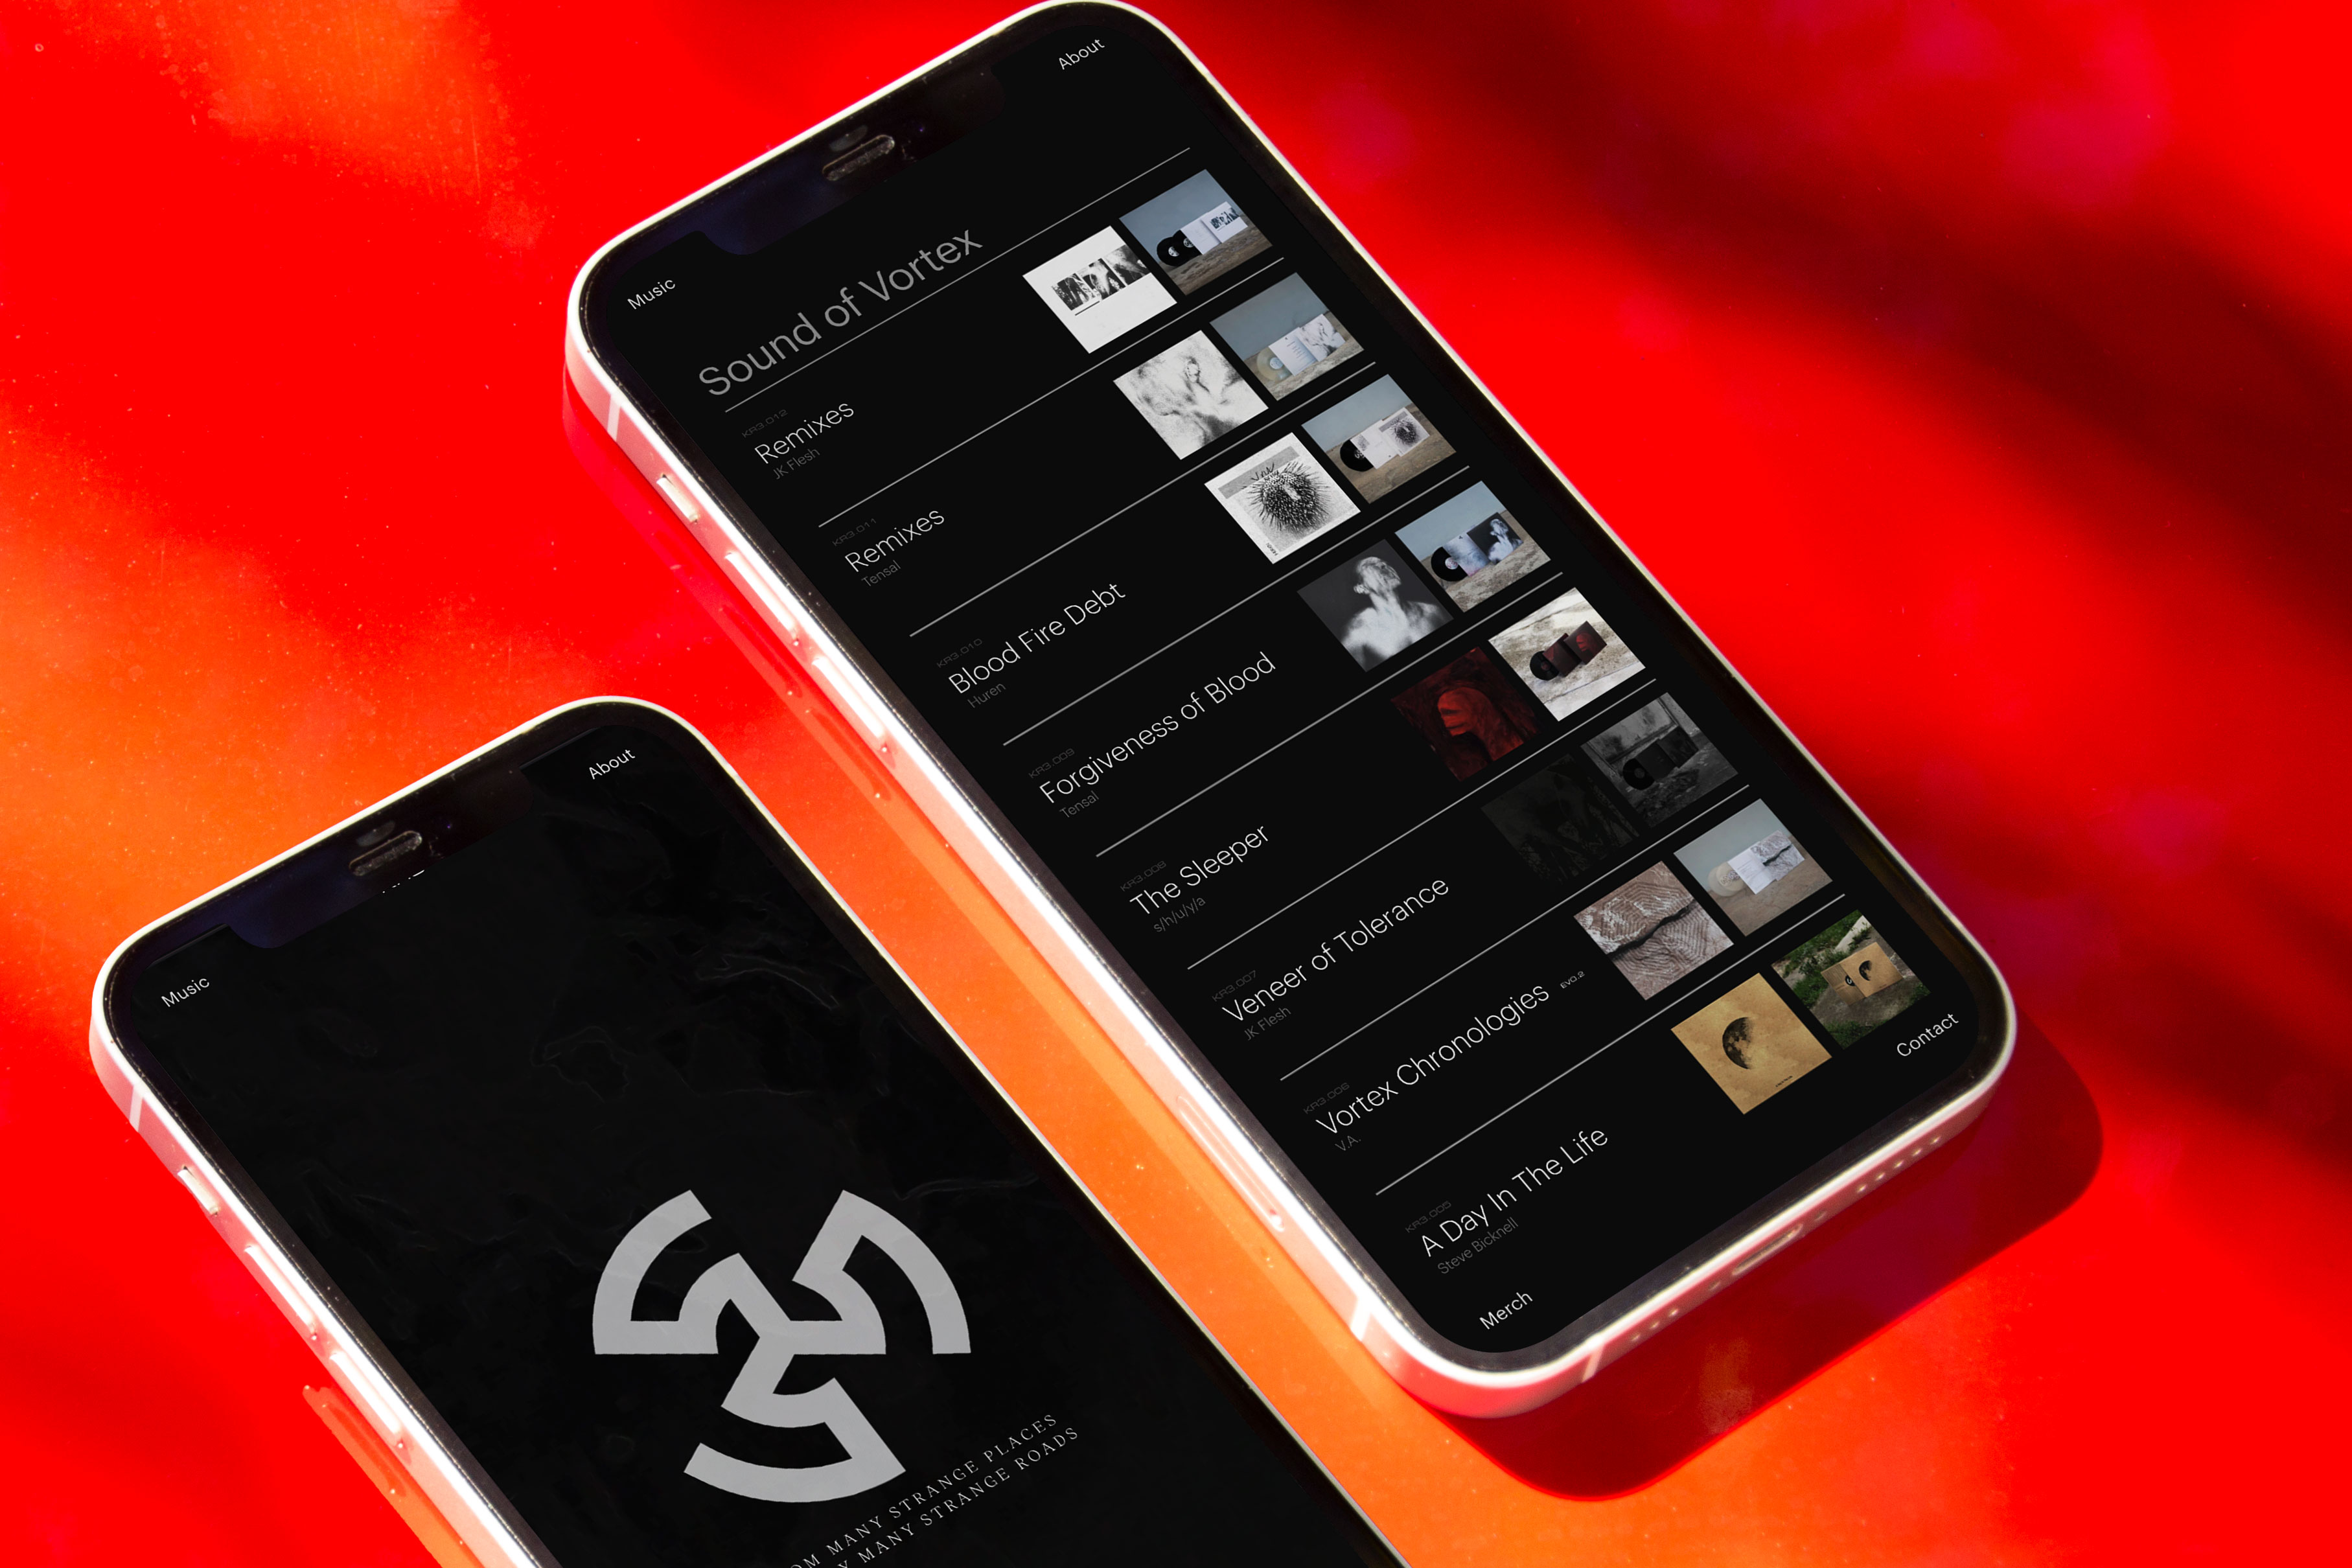 About
Music
Sound of Vortex
KR3.012
Remixes
JK Flesh
KR3.011
Remixes
Tensal
KR3.010
Blood Fire Debt
Huren
KR3.009
Forgiveness of Blood
Tensal
KR3.008
The Sleeper
s/h/u/y/a
KR3.007
Veneer of Tolerance
JK Flesh
KR3.006
Vortex Chronologies EVO.2
V.A.
KR3.005
A Day In The Life
Steve Bicknell
Contact
Merch
About
Music
MANY STRANGE PLACES
MANY STRANGE ROADS